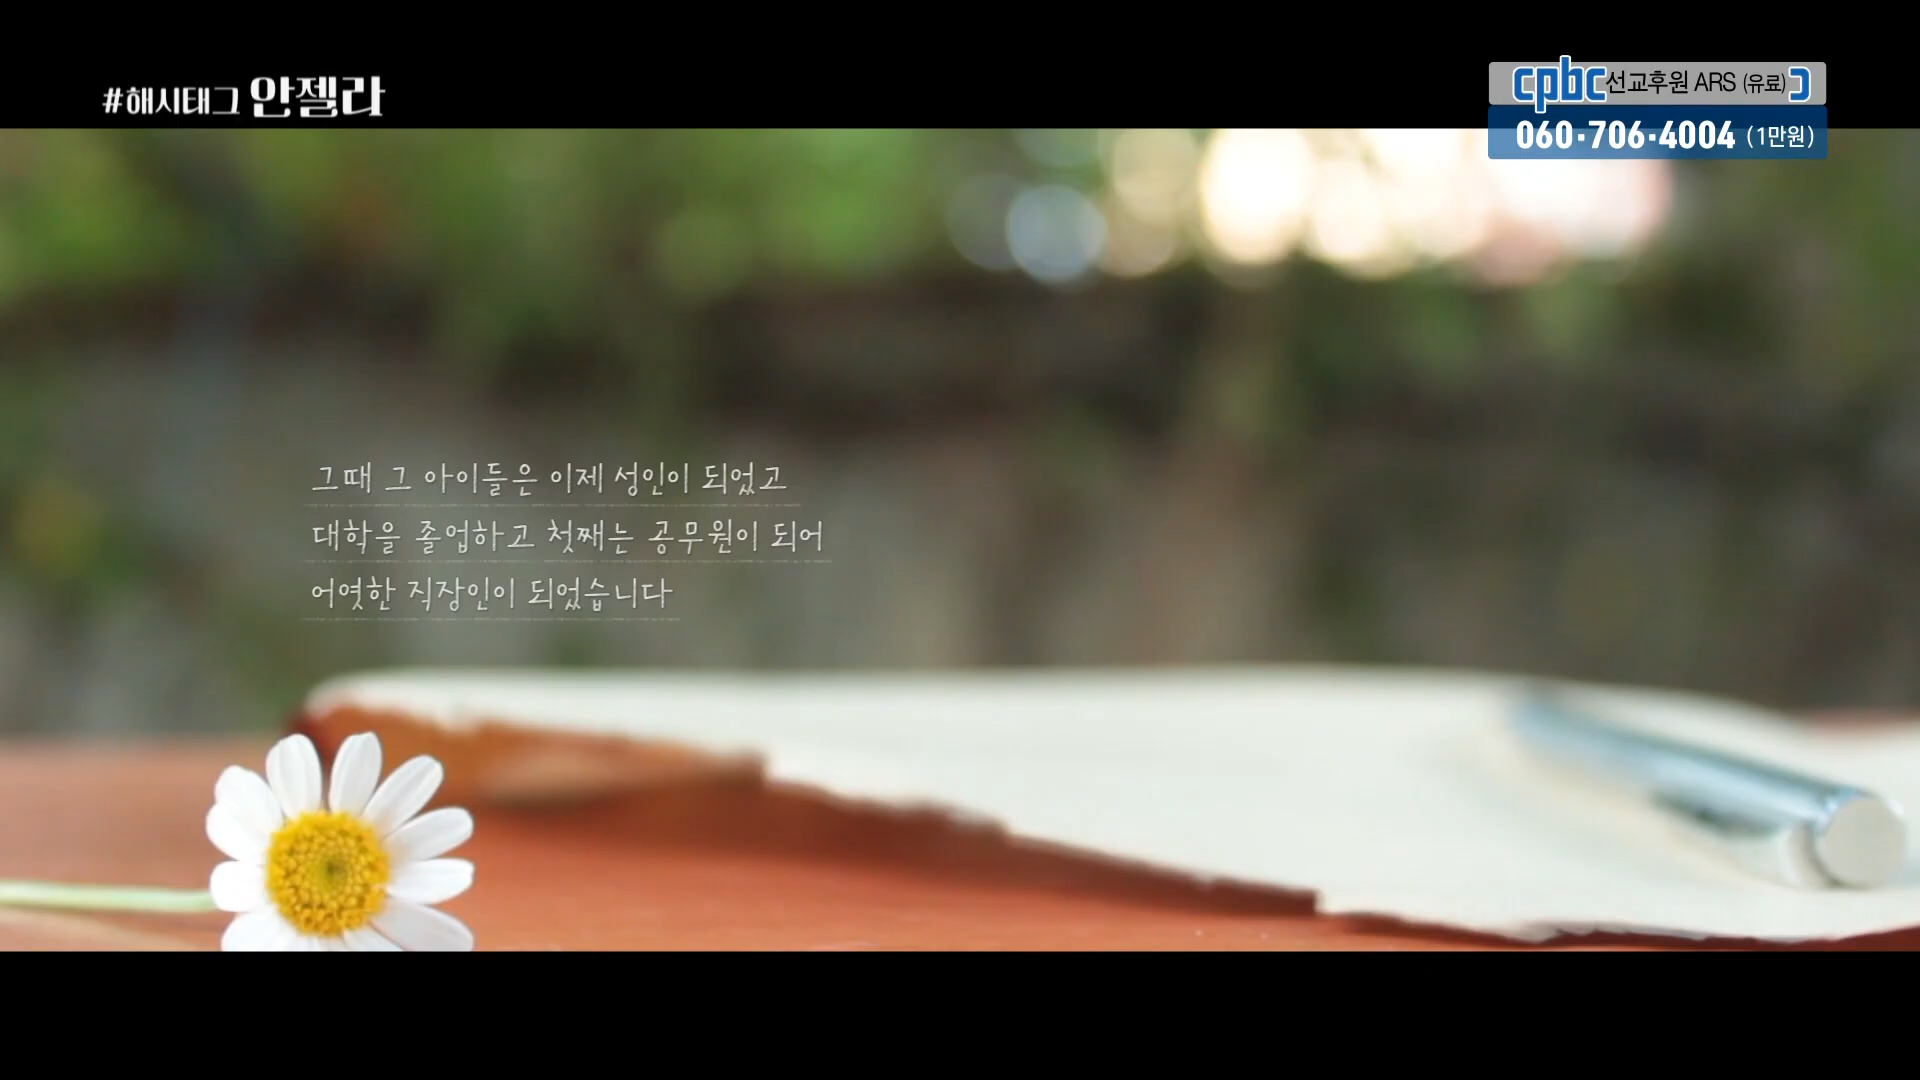 #해시태그 안젤라
cpbc 선교후원 ARS (유료)
060·706·4004 (1만원)
그때 그 아이들은 이제 성인이 되었고
대학을 졸업하고 첫째는 공무원이 되어
어엿한 직장인이 되었습니다